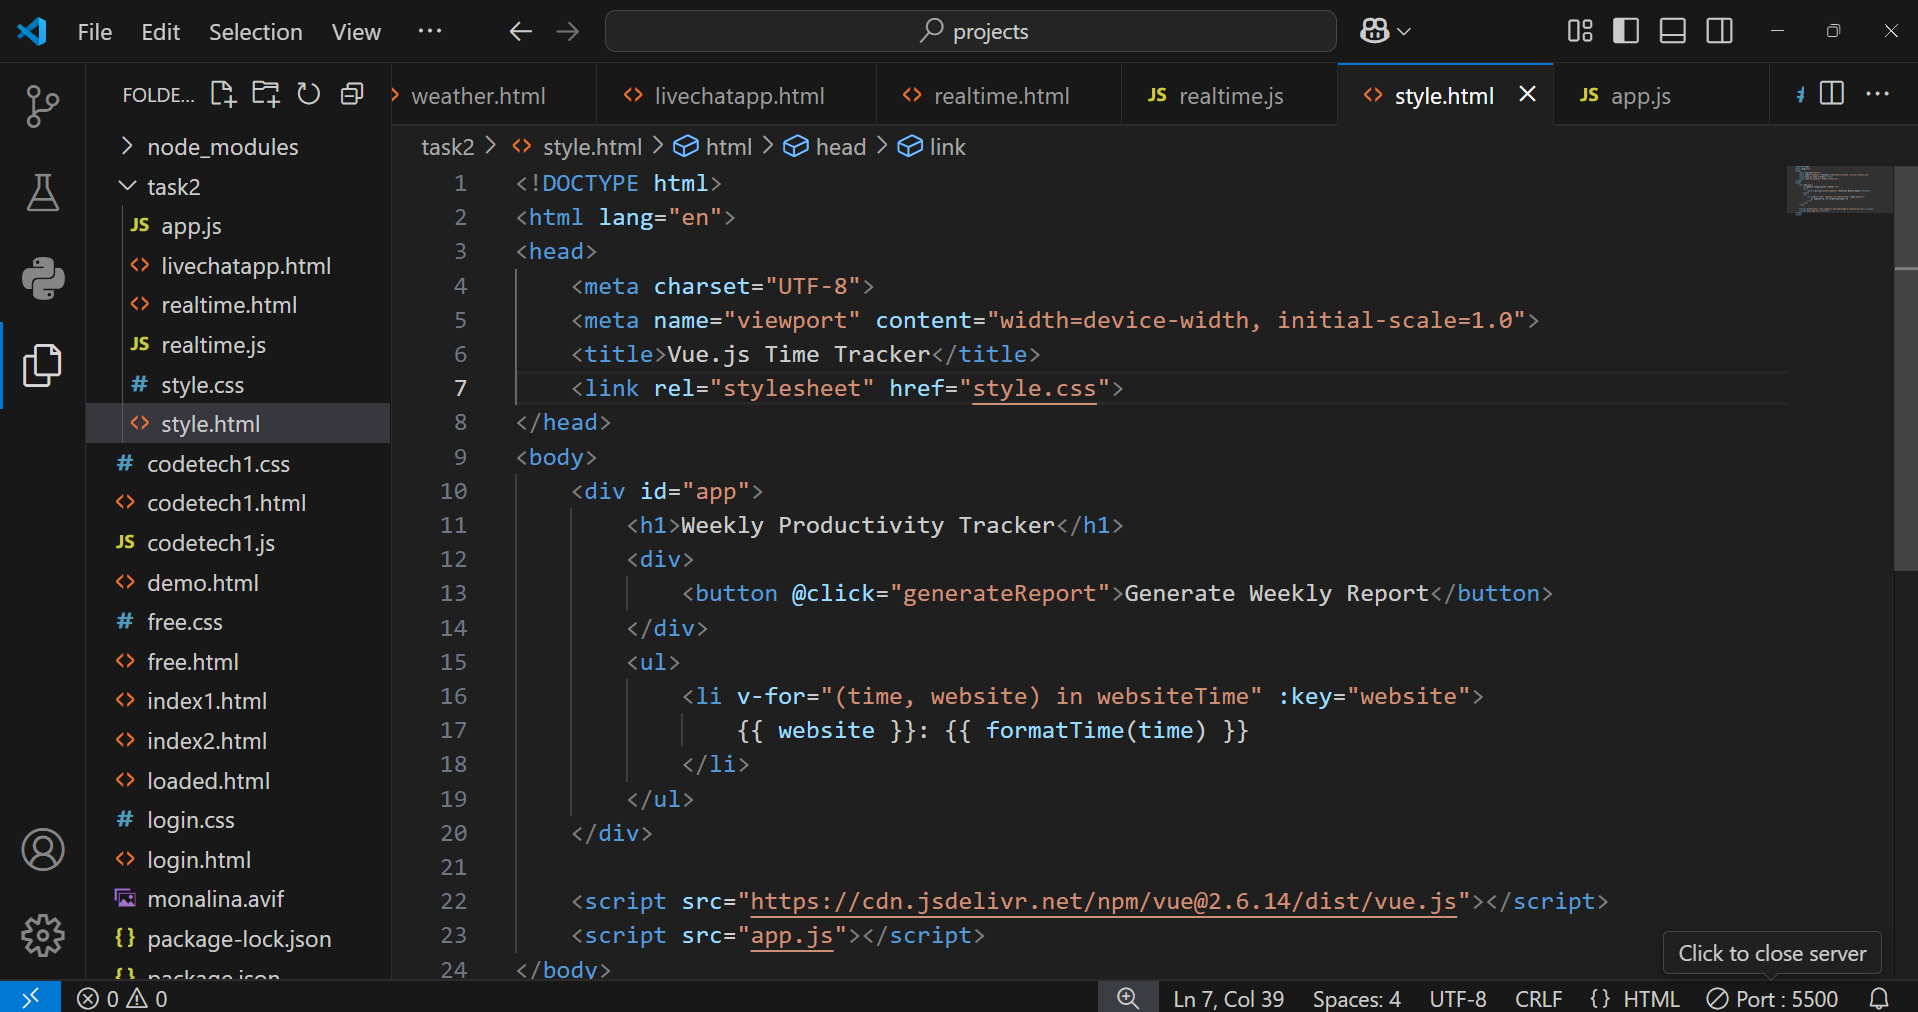 File Edit Selection View ··· projects
FOLDE...
weather.html livechatapp.html realtime.html JS realtime.js style.html JS app.js
task2 > style.html > html > head > link
node_modules
task2
JS app.js
livechatapp.html
realtime.html
JS realtime.js
# style.css
style.html
# codetech1.css
codetech1.html
JS codetech1.js
demo.html
# free.css
free.html
index1.html
index2.html
loaded.html
# login.css
login.html
monalina.avif
{} package-lock.json
{} package.json
1 <!DOCTYPE html>
2 <html lang="en">
3 <head>
4 <meta charset="UTF-8">
5 <meta name="viewport" content="width=device-width, initial-scale=1.0">
6 <title>Vue.js Time Tracker</title>
7 <link rel="stylesheet" href="style.css">
8 </head>
9 <body>
10 <div id="app">
11 <h1>Weekly Productivity Tracker</h1>
12 <div>
13 <button @click="generateReport">Generate Weekly Report</button>
14 </div>
15 <ul>
16 <li v-for="(time, website) in websiteTime" :key="website">
17 {{ website }}: {{ formatTime(time) }}
18 </li>
19 </ul>
20 </div>
21
22 <script src="https://cdn.jsdelivr.net/npm/vue@2.6.14/dist/vue.js"></script>
23 <script src="app.js"></script>
24 </body>
Click to close server
0 0 Ln 7, Col 39 Spaces: 4 UTF-8 CRLF {} HTML Port : 5500